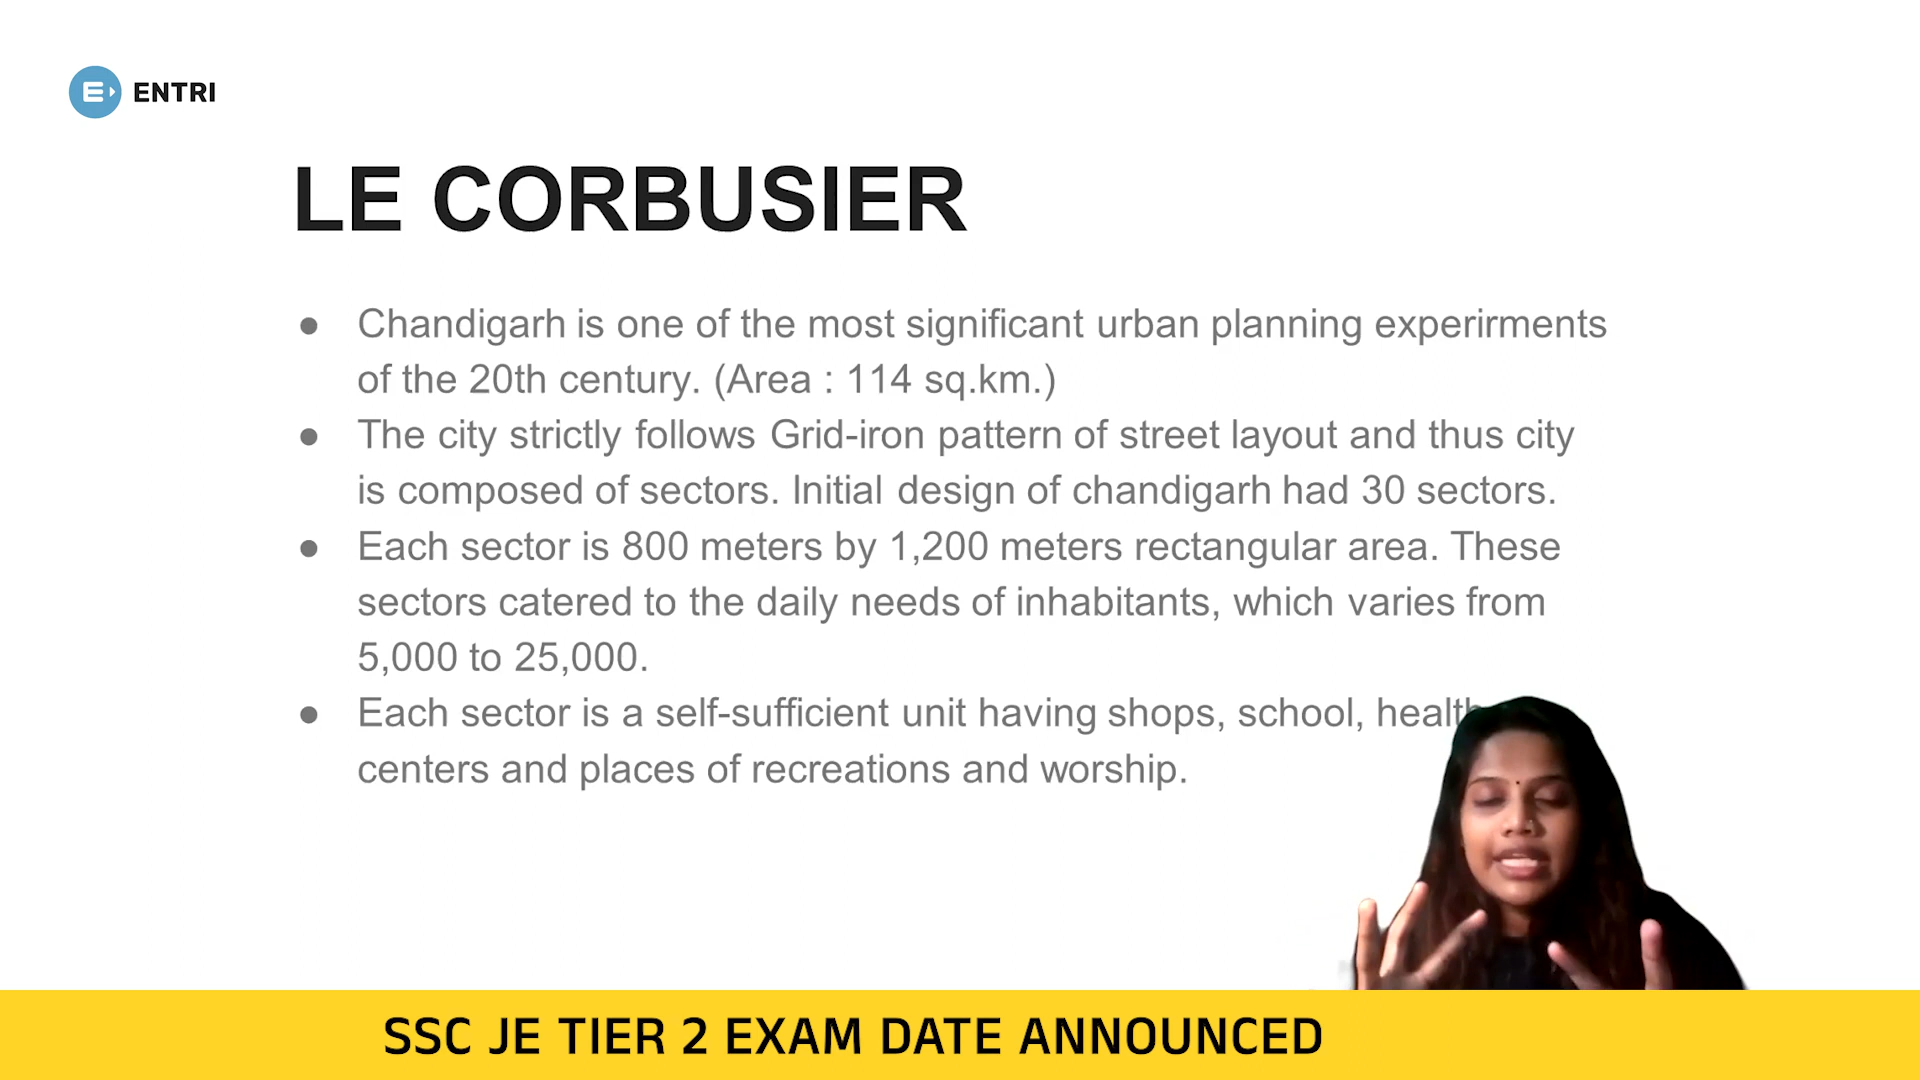 ENTRI
LE CORBUSIER
● Chandigarh is one of the most significant urban planning experirments
of the 20th century. (Area : 114 sq.km.)
● The city strictly follows Grid-iron pattern of street layout and thus city
is composed of sectors. Initial design of chandigarh had 30 sectors.
● Each sector is 800 meters by 1,200 meters rectangular area. These
sectors catered to the daily needs of inhabitants, which varies from
5,000 to 25,000.
● Each sector is a self-sufficient unit having shops, school, health
centers and places of recreations and worship.
SSC JE TIER 2 EXAM DATE ANNOUNCED